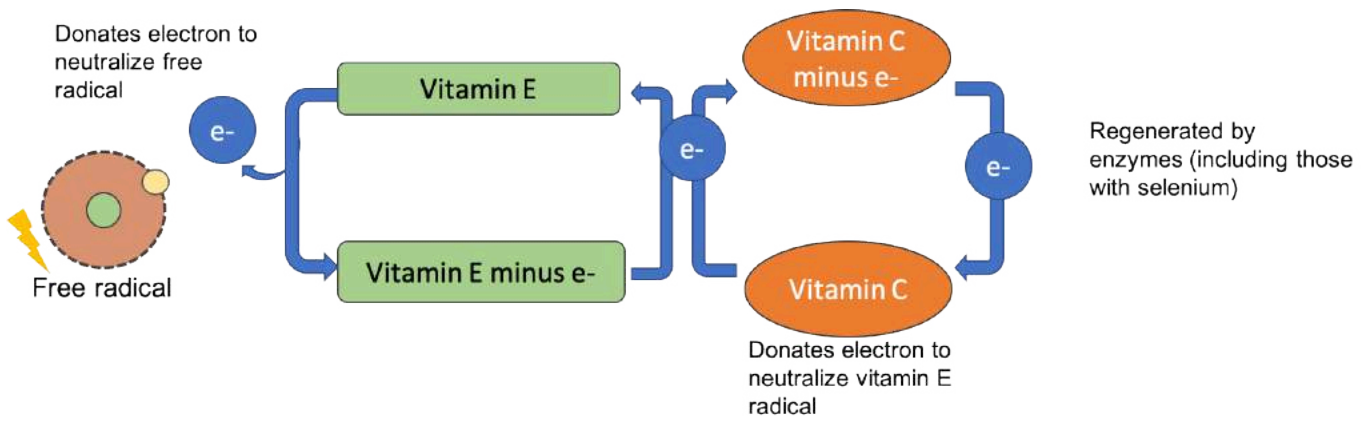 Donates electron to
neutralize free
radical
e-
Free radical
Vitamin E
Vitamin E minus e-
e-
Vitamin C
minus e-
Vitamin C
Donates electron to
neutralize vitamin E
radical
e-
Regenerated by
enzymes (including those
with selenium)